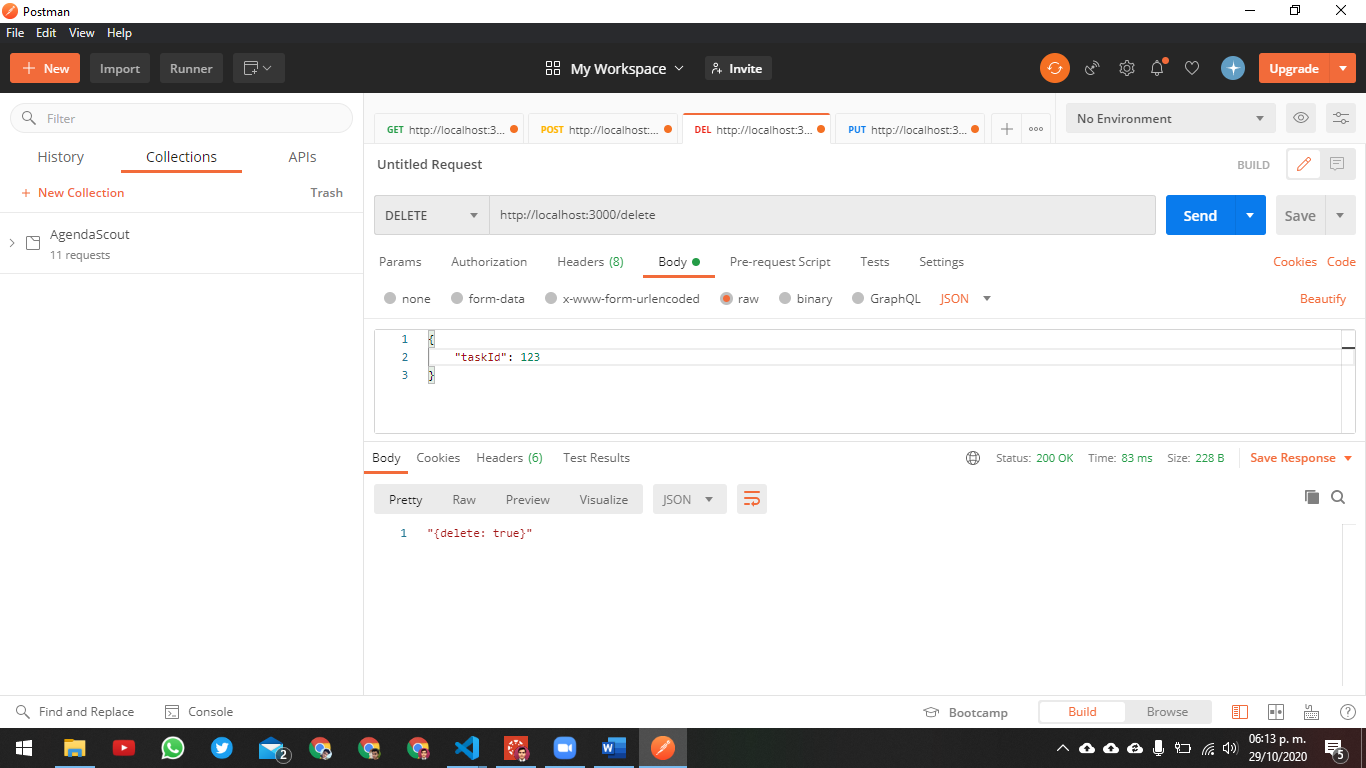 Postman
File Edit View Help
+ New Import Runner My Workspace Invite Upgrade
Filter
History Collections APIs
+ New Collection Trash
AgendaScout
11 requests
GET http://localhost:3... POST http://localhost:... DEL http://localhost:3... PUT http://localhost:3... No Environment
Untitled Request BUILD
DELETE http://localhost:3000/delete Send Save
Params Authorization Headers (8) Body Pre-request Script Tests Settings Cookies Code
none form-data x-www-form-urlencoded raw binary GraphQL JSON Beautify
1 {
2 "taskId": 123
3 }
Body Cookies Headers (6) Test Results Status: 200 OK Time: 83 ms Size: 228 B Save Response
Pretty Raw Preview Visualize JSON
1 "{delete: true}"
Find and Replace Console Bootcamp Build Browse
2
06:13 p. m.
29/10/2020
5